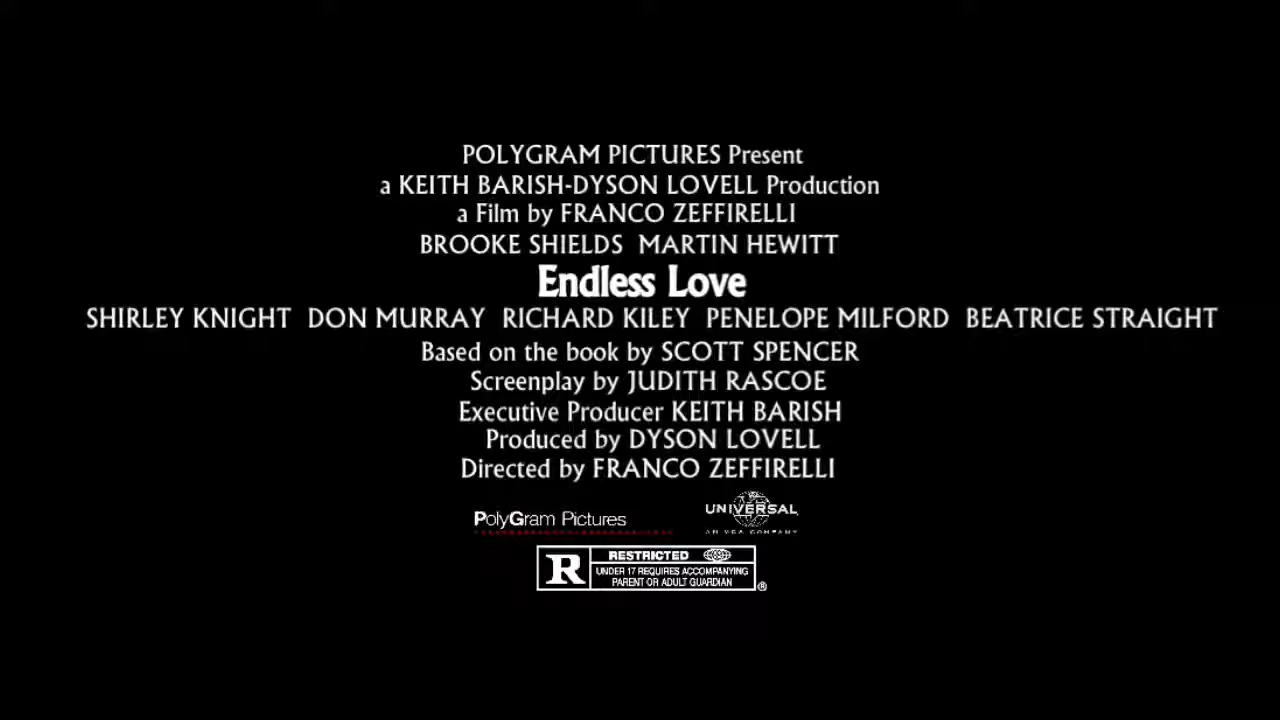 POLYGRAM PICTURES Present
a KEITH BARISH-DYSON LOVELL Production
a Film by FRANCO ZEFFIRELLI
BROOKE SHIELDS MARTIN HEWITT
Endless Love
SHIRLEY KNIGHT DON MURRAY RICHARD KILEY PENELOPE MILFORD BEATRICE STRAIGHT
Based on the book by SCOTT SPENCER
Screenplay by JUDITH RASCOE
Executive Producer KEITH BARISH
Produced by DYSON LOVELL
Directed by FRANCO ZEFFIRELLI
PolyGram Pictures
UNIVERSAL
AN MCA COMPANY
R
RESTRICTED
UNDER 17 REQUIRES ACCOMPANYING
PARENT OR ADULT GUARDIAN
®